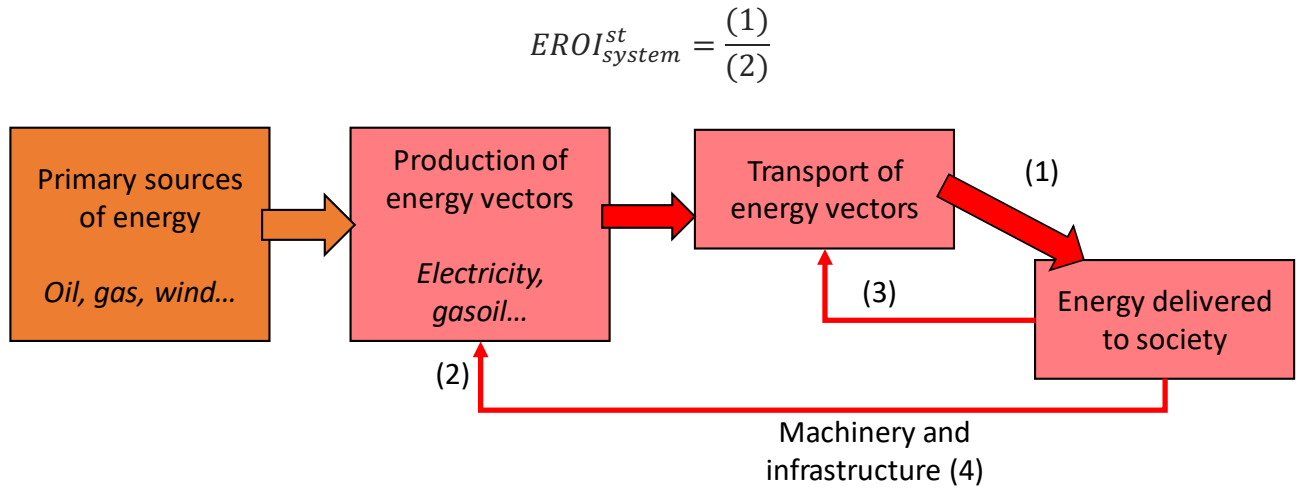 EROI^{st}_{system} = (1)/(2)
Primary sources
of energy
Oil, gas, wind…
Production of
energy vectors
Electricity,
gasoil…
Transport of
energy vectors
(1)
(3)
Energy delivered
to society
(2)
Machinery and
infrastructure (4)